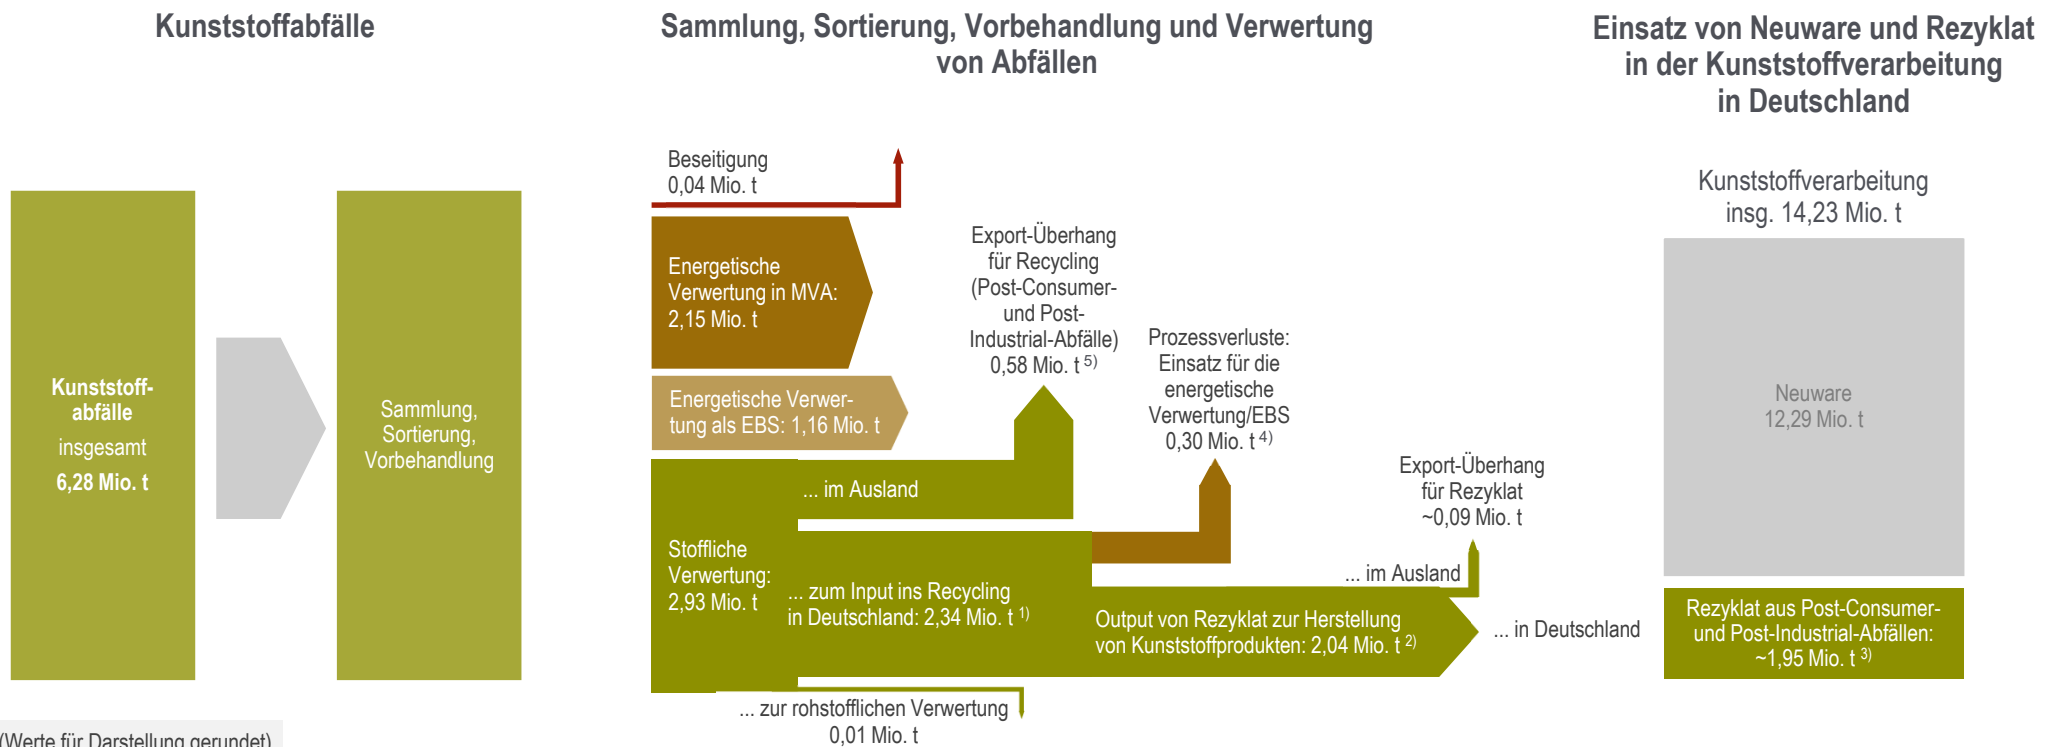 Kunststoffabfälle
Sammlung, Sortierung, Vorbehandlung und Verwertung
von Abfällen
Einsatz von Neuware und Rezyklat
in der Kunststoffverarbeitung
in Deutschland
Kunststoff-
abfälle
insgesamt
6,28 Mio. t
Sammlung,
Sortierung,
Vorbehandlung
Beseitigung
0,04 Mio. t
Energetische
Verwertung in MVA:
2,15 Mio. t
Energetische Verwer-
tung als EBS: 1,16 Mio. t
Stoffliche
Verwertung:
2,93 Mio. t
... im Ausland
Export-Überhang
für Recycling
(Post-Consumer-
und Post-
Industrial-Abfälle)
0,58 Mio. t 5)
... zum Input ins Recycling
in Deutschland: 2,34 Mio. t 1)
Prozessverluste:
Einsatz für die
energetische
Verwertung/EBS
0,30 Mio. t 4)
Output von Rezyklat zur Herstellung
von Kunststoffprodukten: 2,04 Mio. t 2)
Export-Überhang
für Rezyklat
~0,09 Mio. t
... im Ausland
... in Deutschland
... zur rohstofflichen Verwertung
0,01 Mio. t
Kunststoffverarbeitung
insg. 14,23 Mio. t
Neuware
12,29 Mio. t
Rezyklat aus Post-Consumer-
und Post-Industrial-Abfällen:
~1,95 Mio. t 3)
(Werte für Darstellung gerundet)